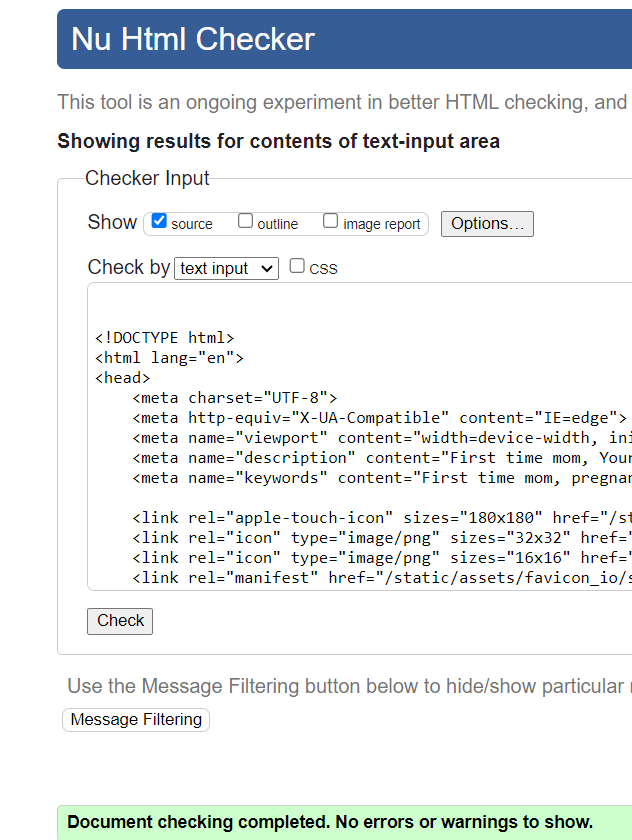 Nu Html Checker
This tool is an ongoing experiment in better HTML checking, and
Showing results for contents of text-input area
Checker Input
Show source outline image report Options...
Check by text input CSS
<!DOCTYPE html>
<html lang="en">
<head>
<meta charset="UTF-8">
<meta http-equiv="X-UA-Compatible" content="IE=edge">
<meta name="viewport" content="width=device-width, ini
<meta name="description" content="First time mom, Your
<meta name="keywords" content="First time mom, pregnan
<link rel="apple-touch-icon" sizes="180x180" href="/st
<link rel="icon" type="image/png" sizes="32x32" href="
<link rel="icon" type="image/png" sizes="16x16" href="
<link rel="manifest" href="/static/assets/favicon_io/s
Check
Use the Message Filtering button below to hide/show particular
Message Filtering
Document checking completed. No errors or warnings to show.